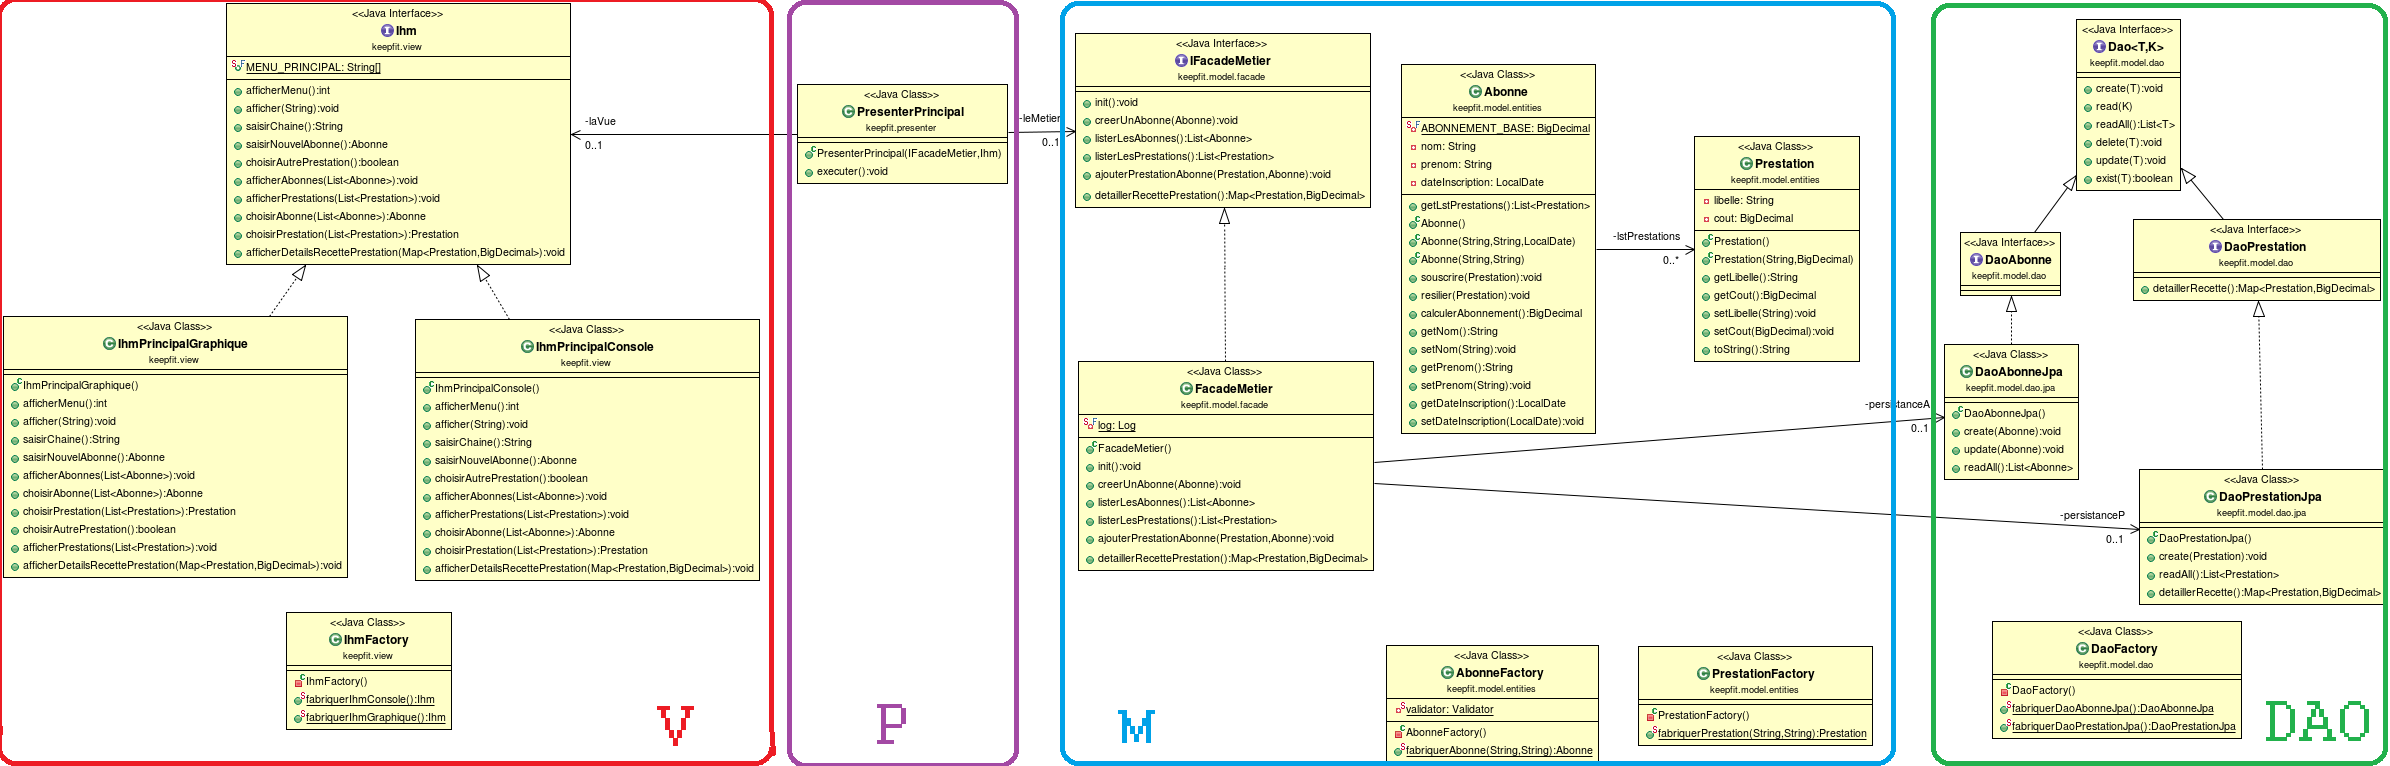 <<Java Interface>>
Ihm
keepfit.view
MENU_PRINCIPAL: String[]
afficherMenu():int
afficher(String):void
saisirChaine():String
saisirNouvelAbonne():Abonne
choisirAutrePrestation():boolean
afficherAbonnes(List<Abonne>):void
afficherPrestations(List<Prestation>):void
choisirAbonne(List<Abonne>):Abonne
choisirPrestation(List<Prestation>):Prestation
afficherDetailsRecettePrestation(Map<Prestation,BigDecimal>):void
<<Java Class>>
IhmPrincipalGraphique
keepfit.view
IhmPrincipalGraphique()
afficherMenu():int
afficher(String):void
saisirChaine():String
saisirNouvelAbonne():Abonne
afficherAbonnes(List<Abonne>):void
choisirAbonne(List<Abonne>):Abonne
choisirPrestation(List<Prestation>):Prestation
choisirAutrePrestation():boolean
afficherPrestations(List<Prestation>):void
afficherDetailsRecettePrestation(Map<Prestation,BigDecimal>):void
<<Java Class>>
IhmPrincipalConsole
keepfit.view
IhmPrincipalConsole()
afficherMenu():int
afficher(String):void
saisirChaine():String
saisirNouvelAbonne():Abonne
choisirAutrePrestation():boolean
afficherAbonnes(List<Abonne>):void
afficherPrestations(List<Prestation>):void
choisirAbonne(List<Abonne>):Abonne
choisirPrestation(List<Prestation>):Prestation
afficherDetailsRecettePrestation(Map<Prestation,BigDecimal>):void
<<Java Class>>
IhmFactory
keepfit.view
IhmFactory()
fabriquerIhmConsole():Ihm
fabriquerIhmGraphique():Ihm
V
-laVue
0..1
<<Java Class>>
PresenterPrincipal
keepfit.presenter
PresenterPrincipal(IFacadeMetier,Ihm)
executer():void
P
-leMetier
0..1
<<Java Interface>>
IFacadeMetier
keepfit.model.facade
init():void
creerUnAbonne(Abonne):void
listerLesAbonnes():List<Abonne>
listerLesPrestations():List<Prestation>
ajouterPrestationAbonne(Prestation,Abonne):void
detaillerRecettePrestation():Map<Prestation,BigDecimal>
<<Java Class>>
FacadeMetier
keepfit.model.facade
log: Log
FacadeMetier()
init():void
creerUnAbonne(Abonne):void
listerLesAbonnes():List<Abonne>
listerLesPrestations():List<Prestation>
ajouterPrestationAbonne(Prestation,Abonne):void
detaillerRecettePrestation():Map<Prestation,BigDecimal>
<<Java Class>>
Abonne
keepfit.model.entities
ABONNEMENT_BASE: BigDecimal
nom: String
prenom: String
dateInscription: LocalDate
getLstPrestations():List<Prestation>
Abonne()
Abonne(String,String,LocalDate)
Abonne(String,String)
souscrire(Prestation):void
resilier(Prestation):void
calculerAbonnement():BigDecimal
getNom():String
setNom(String):void
getPrenom():String
setPrenom(String):void
getDateInscription():LocalDate
setDateInscription(LocalDate):void
-lstPrestations
0..*
<<Java Class>>
Prestation
keepfit.model.entities
libelle: String
cout: BigDecimal
Prestation()
Prestation(String,BigDecimal)
getLibelle():String
getCout():BigDecimal
setLibelle(String):void
setCout(BigDecimal):void
toString():String
M
<<Java Class>>
AbonneFactory
keepfit.model.entities
validator: Validator
AbonneFactory()
fabriquerAbonne(String,String):Abonne
<<Java Class>>
PrestationFactory
keepfit.model.entities
PrestationFactory()
fabriquerPrestation(String,String):Prestation
-persistanceA
0..1
-persistanceP
0..1
<<Java Interface>>
Dao<T,K>
keepfit.model.dao
create(T):void
read(K)
readAll():List<T>
delete(T):void
update(T):void
exist(T):boolean
<<Java Interface>>
DaoAbonne
keepfit.model.dao
<<Java Interface>>
DaoPrestation
keepfit.model.dao
detaillerRecette():Map<Prestation,BigDecimal>
<<Java Class>>
DaoAbonneJpa
keepfit.model.dao.jpa
DaoAbonneJpa()
create(Abonne):void
update(Abonne):void
readAll():List<Abonne>
<<Java Class>>
DaoPrestationJpa
keepfit.model.dao.jpa
DaoPrestationJpa()
create(Prestation):void
readAll():List<Prestation>
detaillerRecette():Map<Prestation,BigDecimal>
<<Java Class>>
DaoFactory
keepfit.model.dao
DaoFactory()
fabriquerDaoAbonneJpa():DaoAbonneJpa
fabriquerDaoPrestationJpa():DaoPrestationJpa
DAO